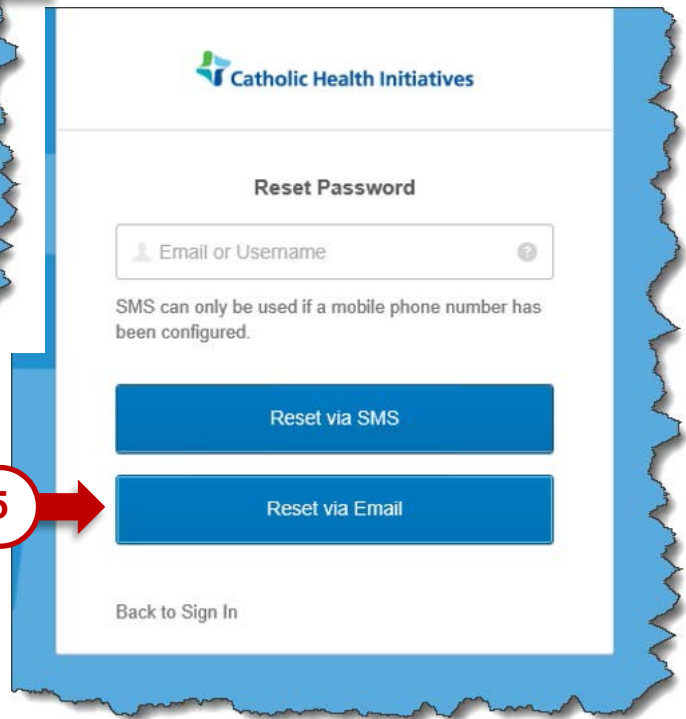 Catholic Health Initiatives
Reset Password
Email or Username
SMS can only be used if a mobile phone number has
been configured.
Reset via SMS
5
Reset via Email
Back to Sign In